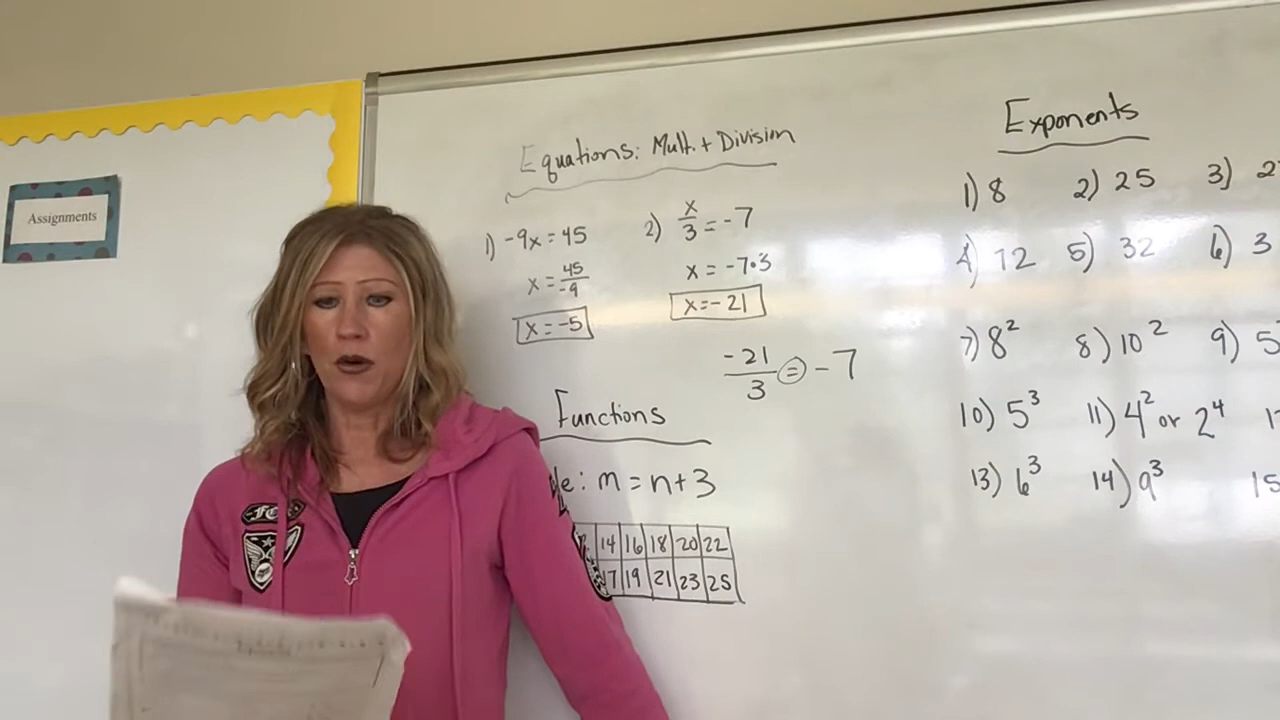 Assignments
Equations: Mult. + Division
1) -9x = 45
x = 45/-9
x = -5
2) x/3 = -7
x = -7·3
x = -21
-21/3 = -7
Functions
: m = n+3
14 16 18 20 22
17 19 21 23 25
Exponents
1) 8 2) 25 3)
4) 12 5) 32 6) 3
7) 8² 8) 10² 9) 5
10) 5³ 11) 4² or 2⁴
13) 6³ 14) 9³ 15